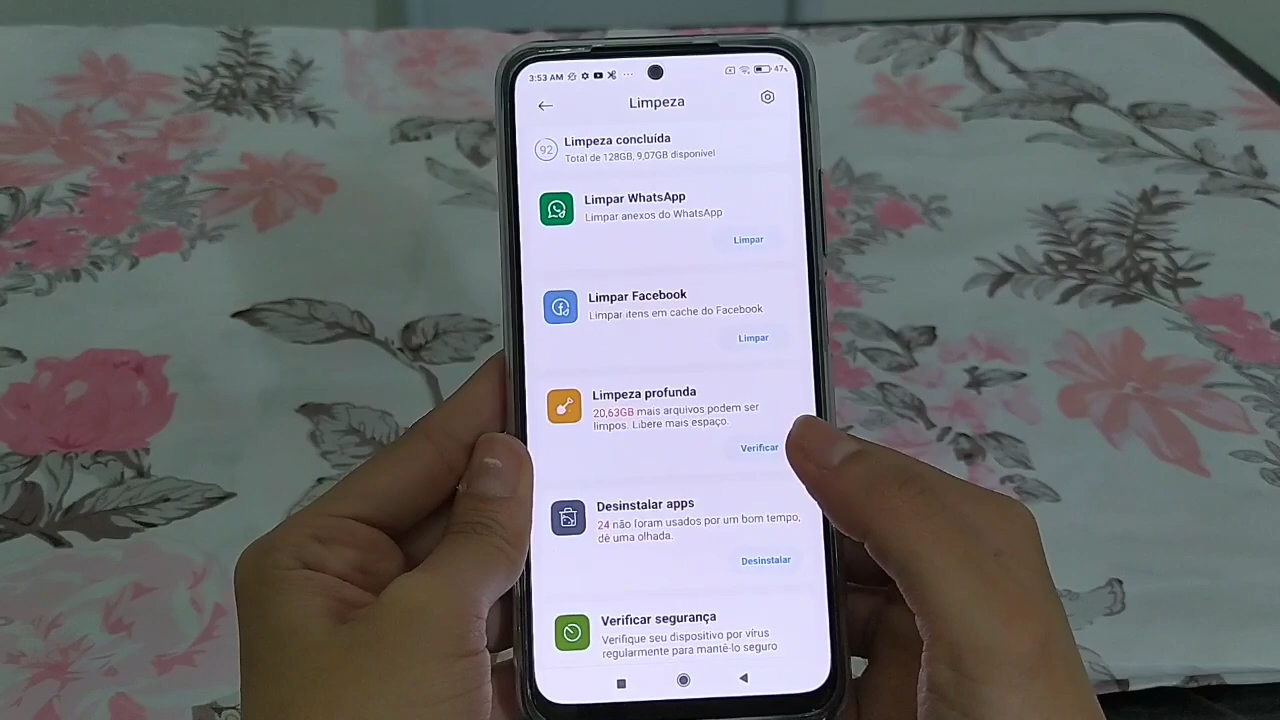 3:53 AM
47%
Limpeza
92
Limpeza concluída
Total de 128GB, 9,07GB disponível
Limpar WhatsApp
Limpar anexos do WhatsApp
Limpar
Limpar Facebook
Limpar itens em cache do Facebook
Limpar
Limpeza profunda
20,63GB mais arquivos podem ser
limpos. Libere mais espaço.
Verificar
Desinstalar apps
24 não foram usados por um bom tempo,
dê uma olhada.
Desinstalar
Verificar segurança
Verifique seu dispositivo por vírus
regularmente para mantê-lo seguro